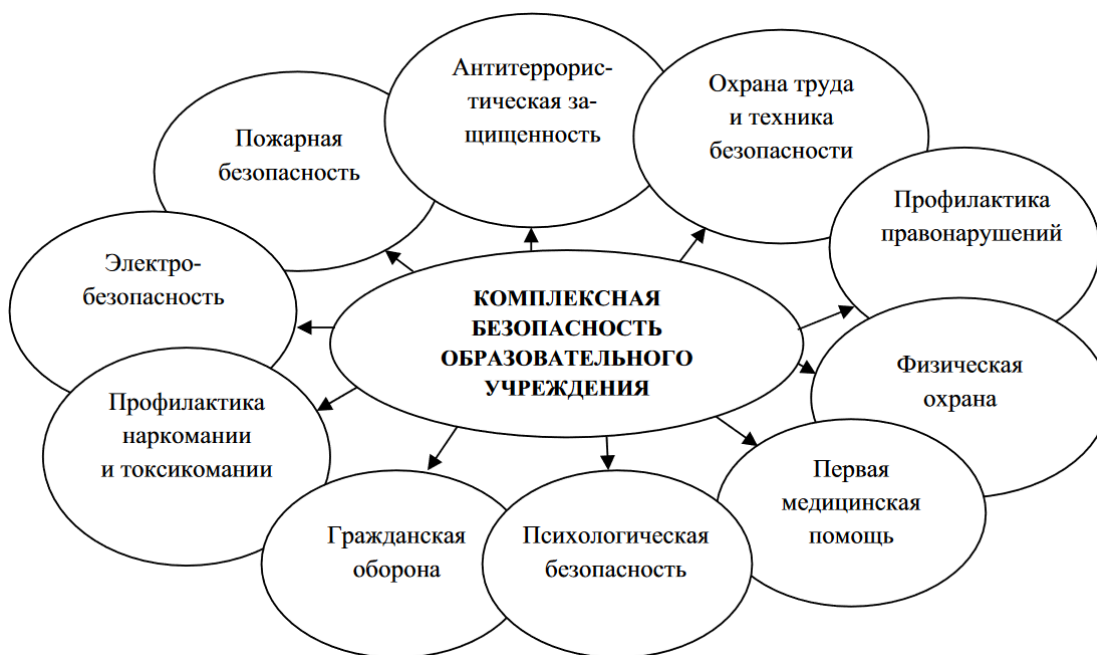 Антитеррорис-
тическая за-
щищенность
Охрана труда
и техника
безопасности
Пожарная
безопасность
Профилактика
правонарушений
Электро-
безопасность
КОМПЛЕКСНАЯ
БЕЗОПАСНОСТЬ
ОБРАЗОВАТЕЛЬНОГО
УЧРЕЖДЕНИЯ
Физическая
охрана
Профилактика
наркомании
и токсикомании
Первая
медицинская
помощь
Гражданская
оборона
Психологическая
безопасность